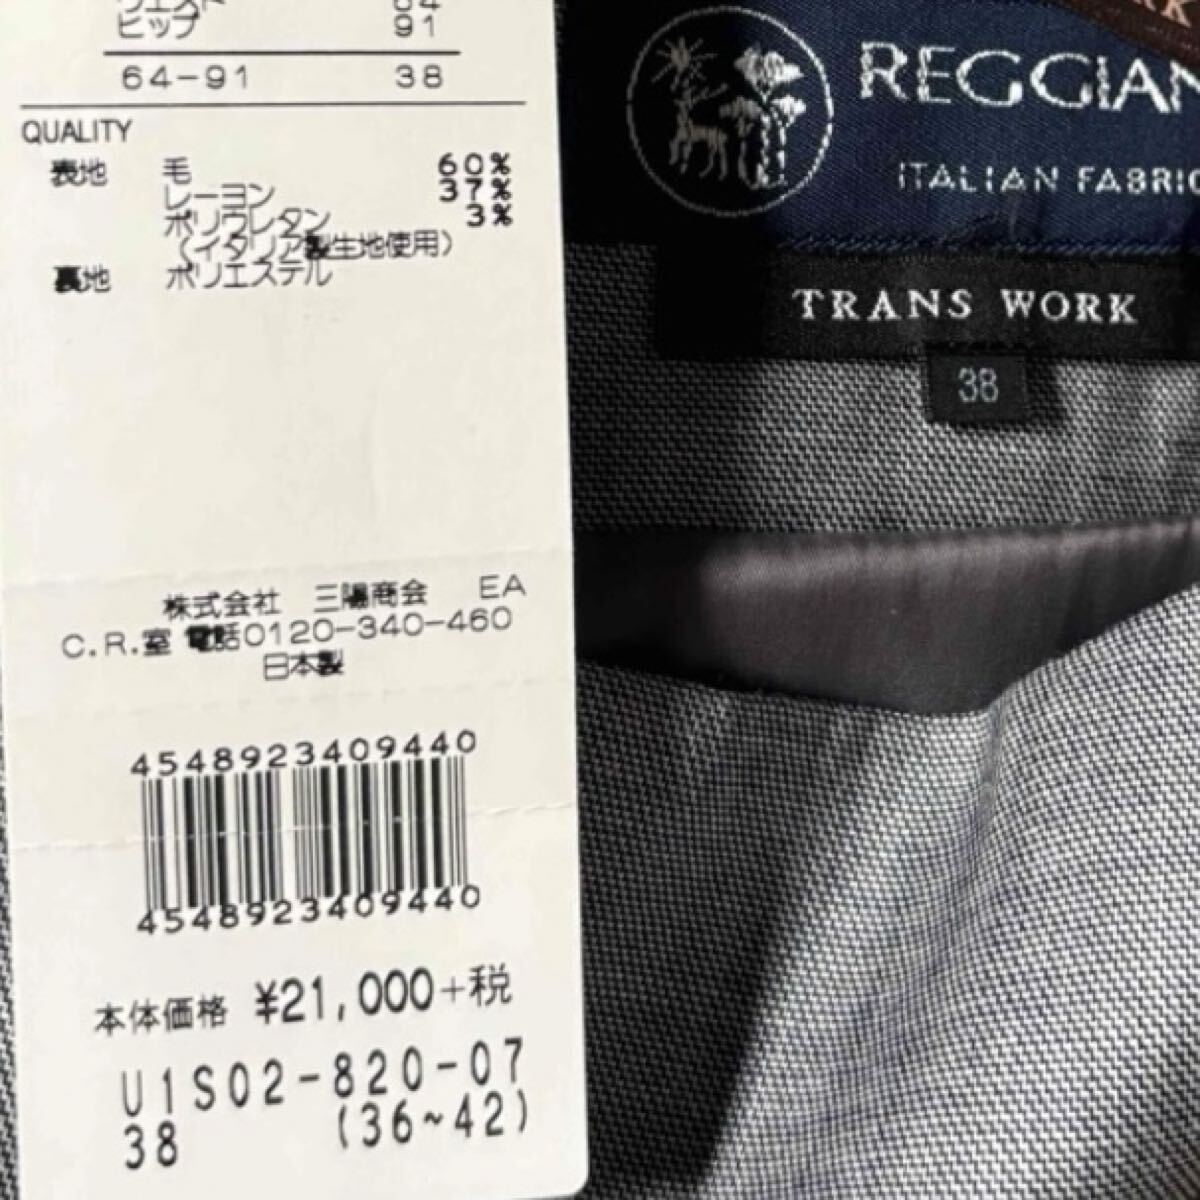 ヒップ 91
64-91 38
QUALITY
表地 毛 60%
レーヨン 37%
ポリウレタン 3%
(イタリア製生地使用)
裏地 ポリエステル
株式会社 三陽商会 EA
C.R.室 電話0120-340-460
日本製
4548923409440
4548923409440
本体価格 ¥21,000+税
U1S02-820-07
38 (36~42)
REGGIAN
ITALIAN FABRIC
TRANS WORK
38